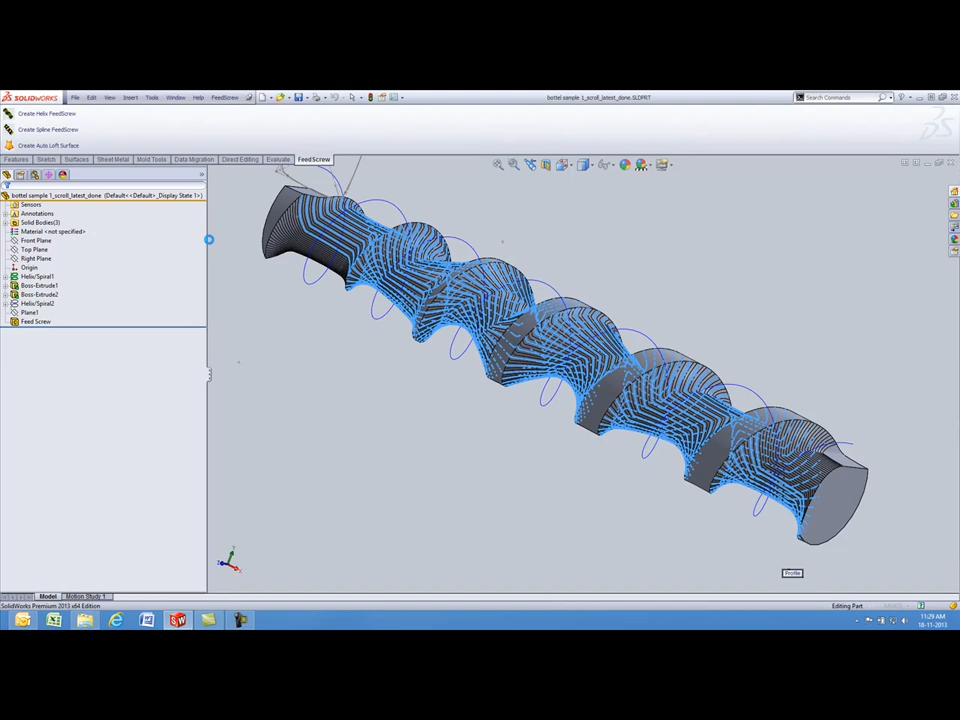 SOLIDWORKS File Edit View Insert Tools Window Help FeedScrew bottel sample 1_scroll_latest_done.SLDPRT Search Commands
Create Helix FeedScrew
Create Spline FeedScrew
Create Auto Loft Surface
Features Sketch Surfaces Sheet Metal Mold Tools Data Migration Direct Editing Evaluate FeedScrew
bottel sample 1_scroll_latest_done (Default<<Default>_Display State 1>)
Sensors
Annotations
Solid Bodies(3)
Material <not specified>
Front Plane
Top Plane
Right Plane
Origin
Helix/Spiral1
Boss-Extrude1
Boss-Extrude2
Helix/Spiral2
Plane1
Feed Screw
Profile
Model Motion Study 1
SolidWorks Premium 2013 x64 Edition Editing Part
11:29 AM
18-11-2013